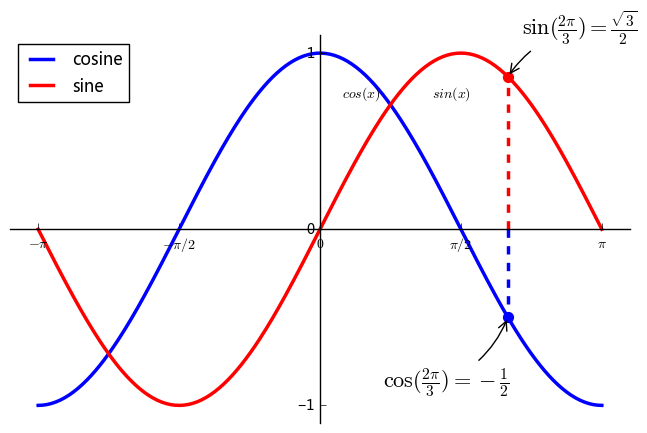 sin(2π/3) = √3/2
cosine
sine
1
cos(x)
sin(x)
0
−π
−π/2
0
π/2
π
cos(2π/3) = −1/2
−1